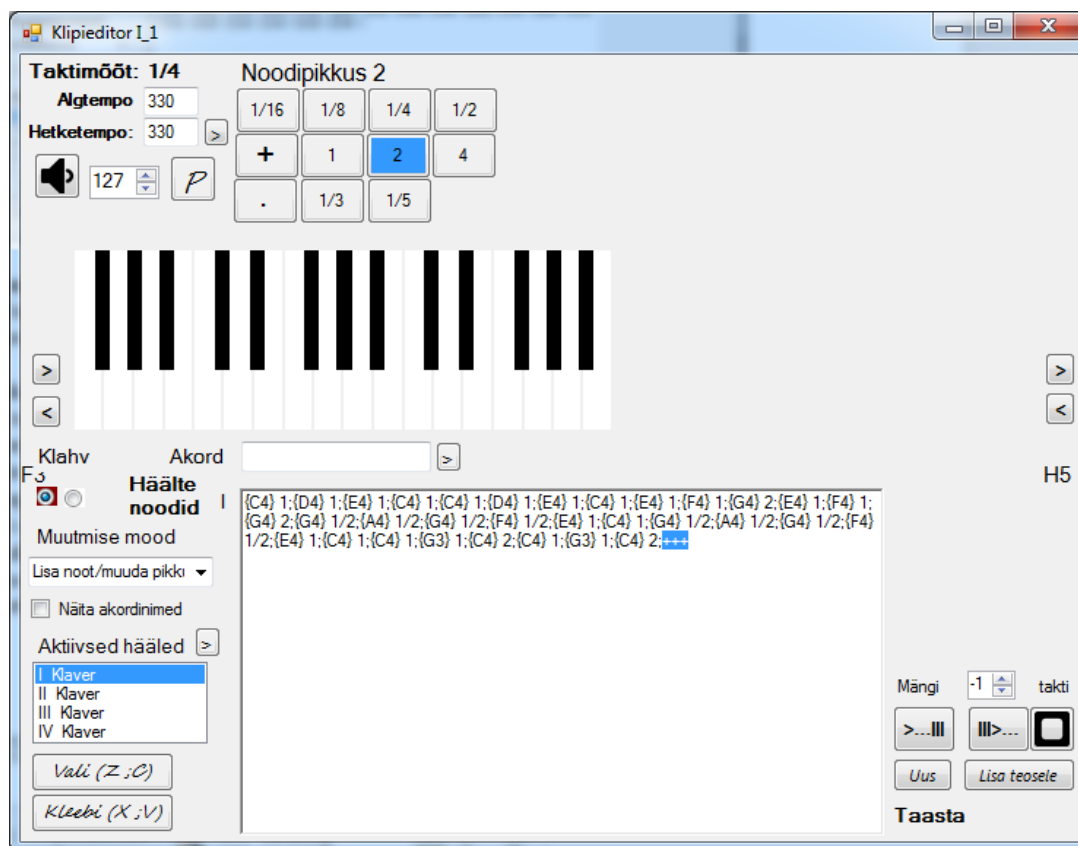 Klipieditor I_1
Taktimõõt: 1/4
Noodipikkus 2
Algtempo 330
Hetketempo: 330 >
1/16 1/8 1/4 1/2
+ 1 2 4
. 1/3 1/5
127 P
> >
< <
Klahv Akord >
F3 H5
Häälte
noodid I
{C4} 1;{D4} 1;{E4} 1;{C4} 1;{C4} 1;{D4} 1;{E4} 1;{C4} 1;{E4} 1;{F4} 1;{G4} 2;{E4} 1;{F4} 1;
{G4} 2;{G4} 1/2;{A4} 1/2;{G4} 1/2;{F4} 1/2;{E4} 1;{C4} 1;{G4} 1/2;{A4} 1/2;{G4} 1/2;{F4}
1/2;{E4} 1;{C4} 1;{C4} 1;{G3} 1;{C4} 2;{C4} 1;{G3} 1;{C4} 2;+++
Muutmise mood
Lisa noot/muuda pikkı
Näita akordinimed
Aktiivsed hääled >
I Klaver
II Klaver
III Klaver
IV Klaver
Vali (Z ;C)
Kleebi (X ;V)
Mängi -1 takti
>...III III>...
Uus Lisa teosele
Taasta